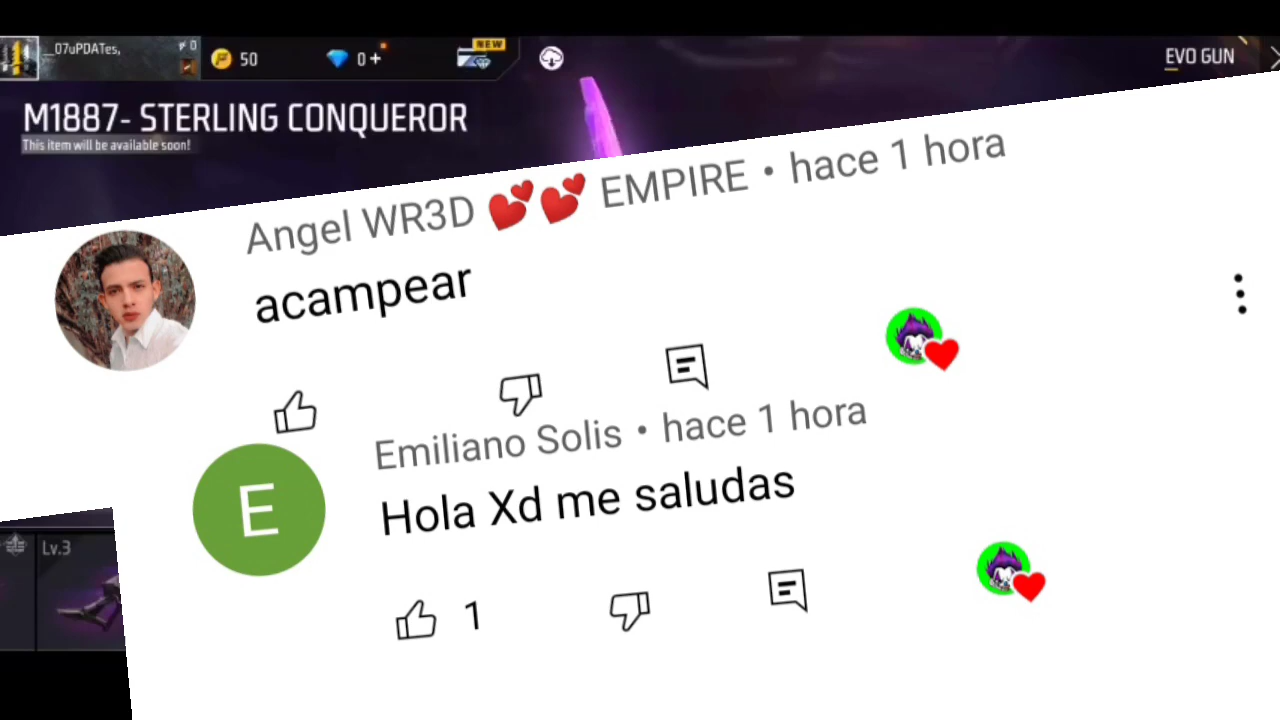 __07uPDATes,
0
50
0 +
NEW
EVO GUN
M1887- STERLING CONQUEROR
This item will be available soon!
Angel WR3D 💕💕 EMPIRE • hace 1 hora
acampear
Emiliano Solis • hace 1 hora
E
Hola Xd me saludas
1
Lv.3